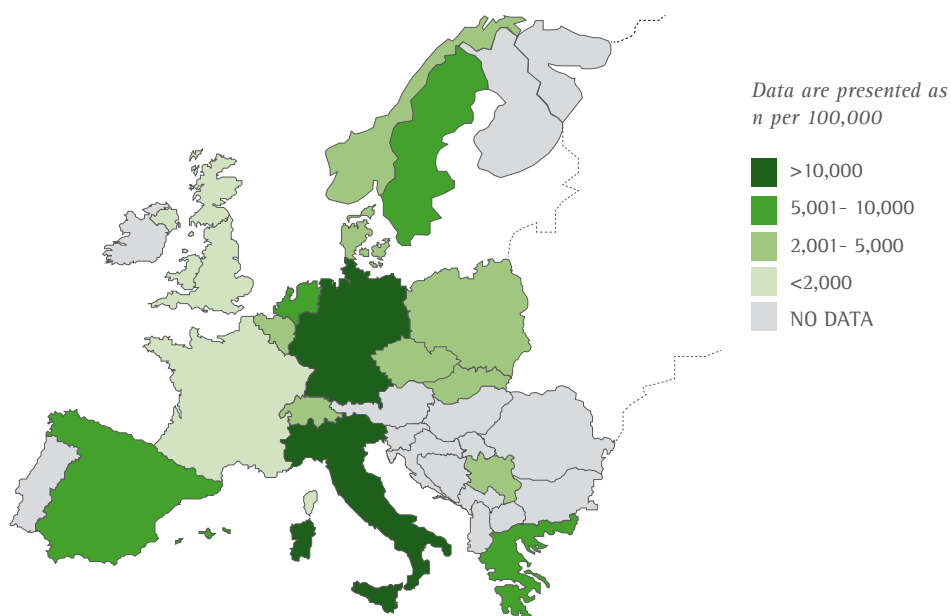 Data are presented as
n per 100,000
>10,000
5,001- 10,000
2,001- 5,000
<2,000
NO DATA